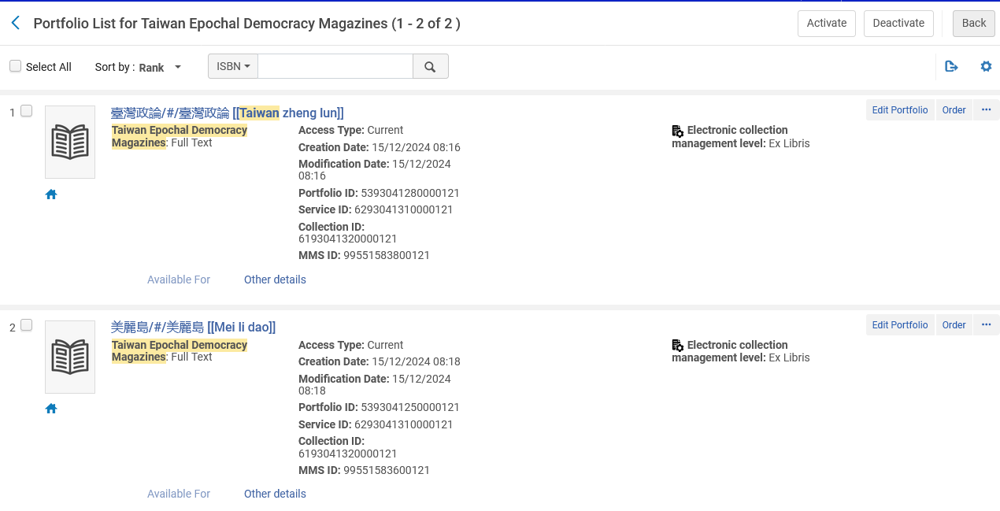 Portfolio List for Taiwan Epochal Democracy Magazines (1 - 2 of 2 )
Activate
Deactivate
Back
Select All
Sort by : Rank
ISBN
1
臺灣政論/#/臺灣政論 [[Taiwan zheng lun]]
Edit Portfolio
Order
Taiwan Epochal Democracy
Magazines: Full Text
Access Type: Current
Creation Date: 15/12/2024 08:16
Modification Date: 15/12/2024
08:16
Portfolio ID: 5393041280000121
Service ID: 6293041310000121
Collection ID:
6193041320000121
MMS ID: 99551583800121
Electronic collection
management level: Ex Libris
Available For
Other details
2
美麗島/#/美麗島 [[Mei li dao]]
Edit Portfolio
Order
Taiwan Epochal Democracy
Magazines: Full Text
Access Type: Current
Creation Date: 15/12/2024 08:18
Modification Date: 15/12/2024
08:18
Portfolio ID: 5393041250000121
Service ID: 6293041310000121
Collection ID:
6193041320000121
MMS ID: 99551583600121
Electronic collection
management level: Ex Libris
Available For
Other details